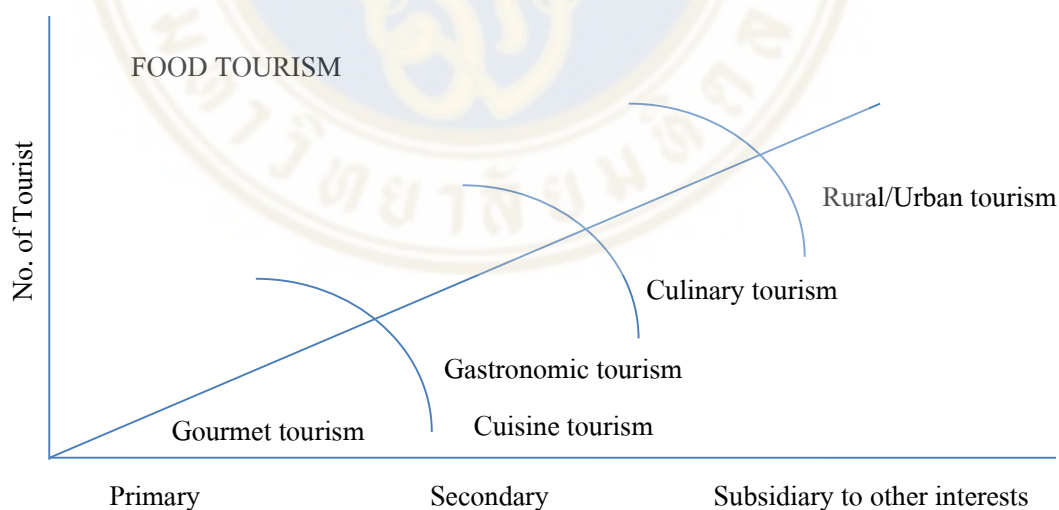 FOOD TOURISM
No. of Tourist
Rural/Urban tourism
Culinary tourism
Gastronomic tourism
Gourmet tourism
Cuisine tourism
Primary
Secondary
Subsidiary to other interests